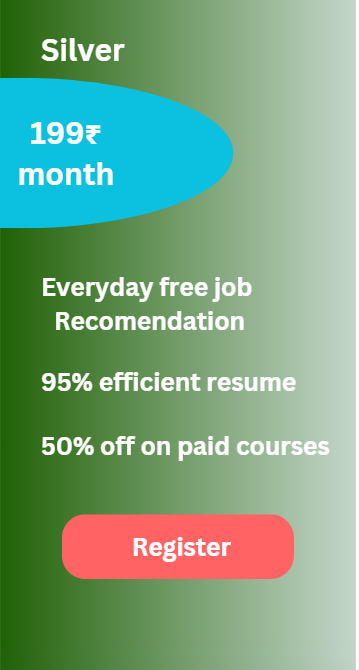 Silver
199₹
month
Everyday free job
Recomendation
95% efficient resume
50% off on paid courses
Register